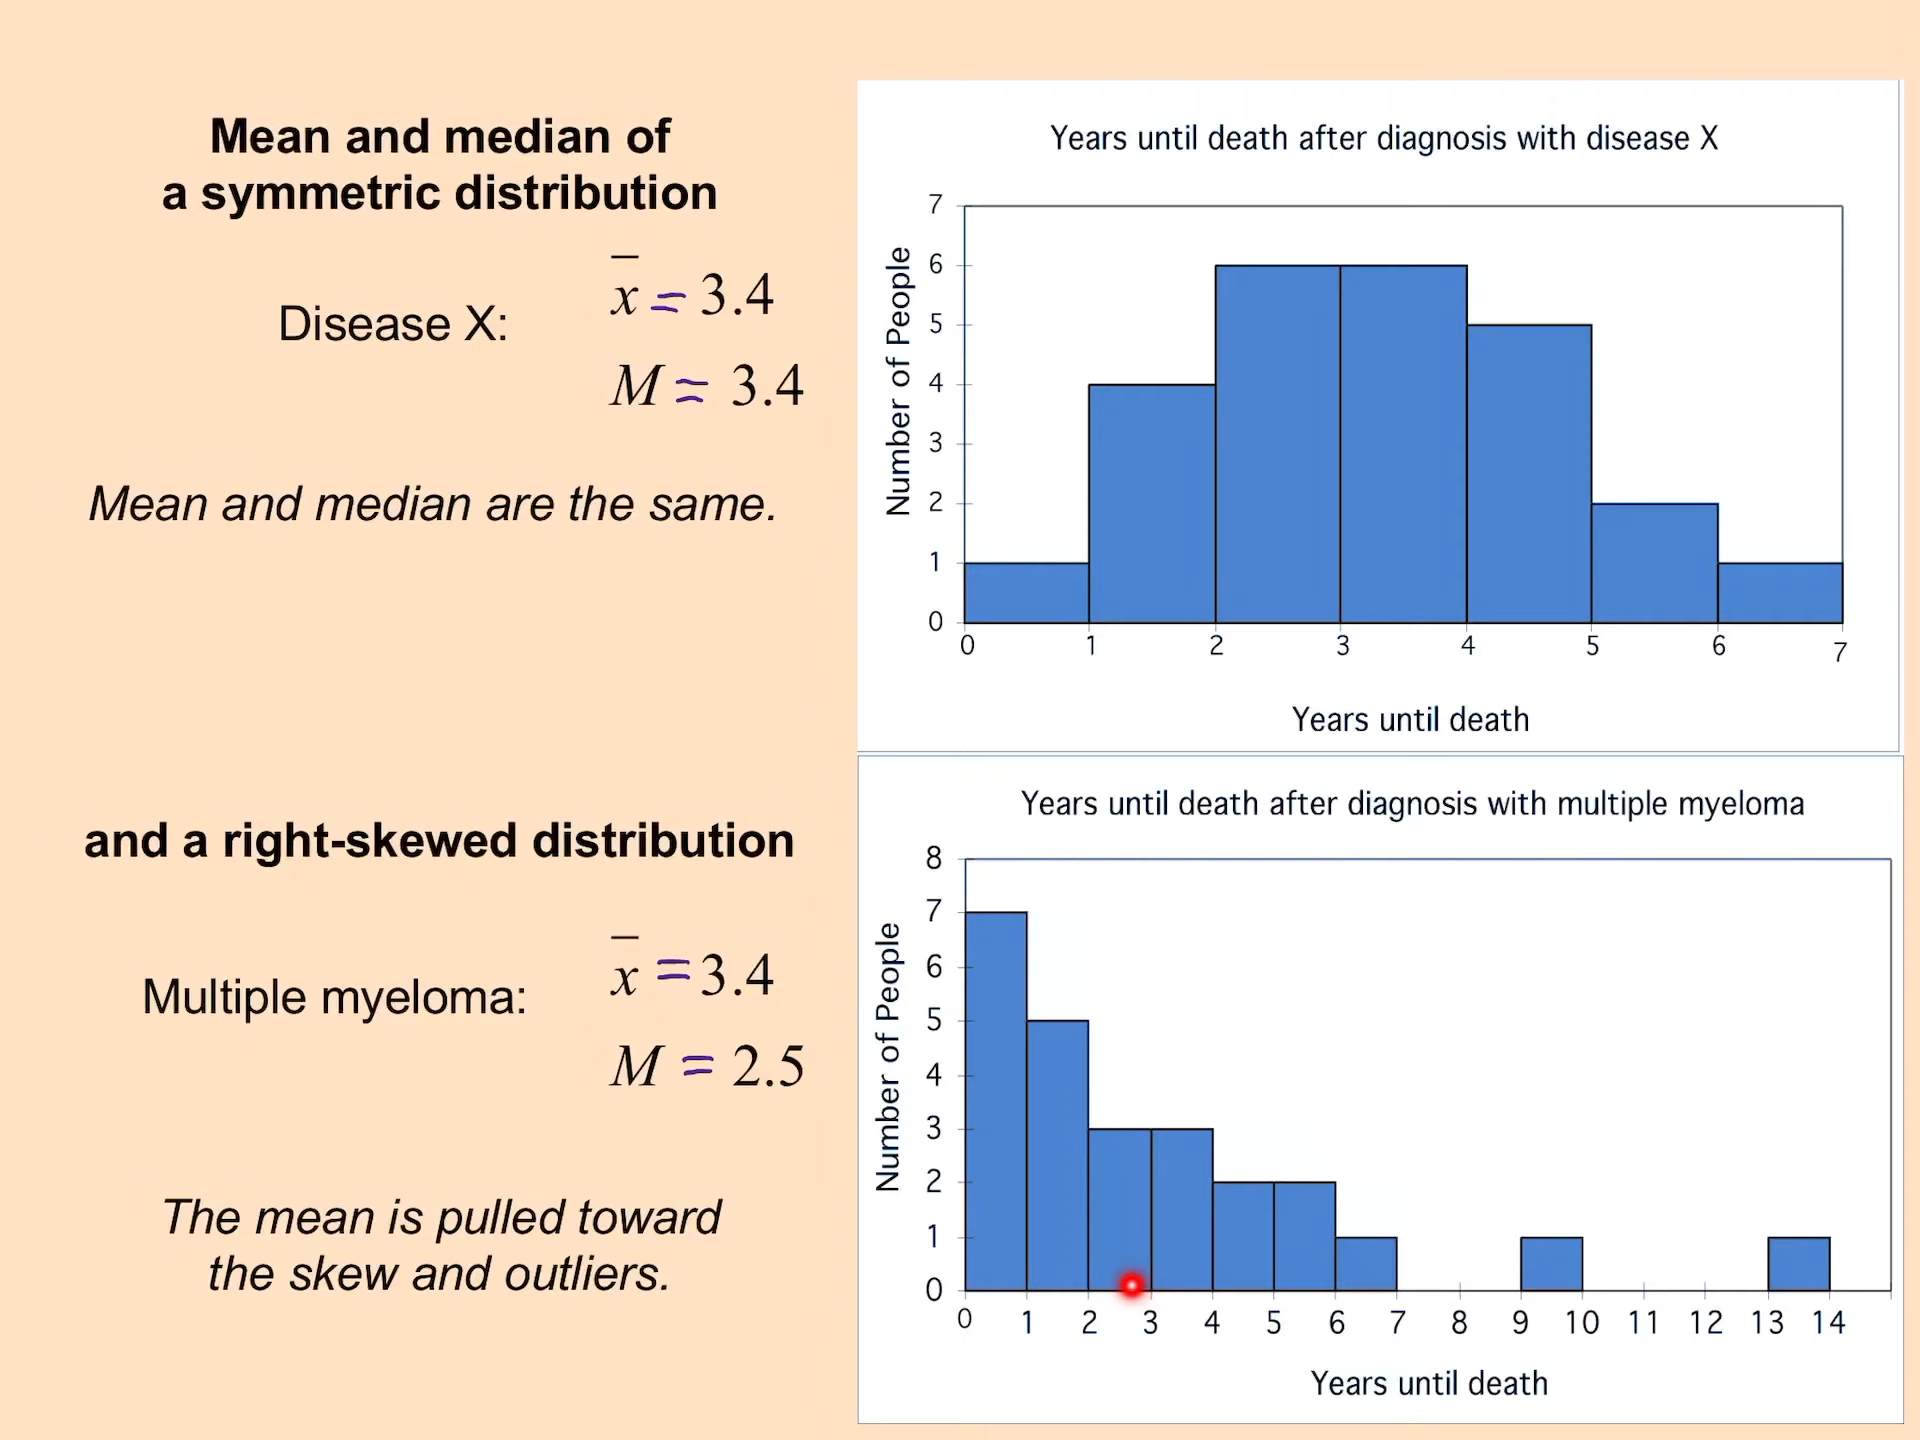 Mean and median of
a symmetric distribution
Disease X:
x̅ = 3.4
M = 3.4
Mean and median are the same.
and a right-skewed distribution
Multiple myeloma:
x̅ = 3.4
M = 2.5
The mean is pulled toward
the skew and outliers.
Years until death after diagnosis with disease X
Number of People
7
6
5
4
3
2
1
0
0 1 2 3 4 5 6 7
Years until death
Years until death after diagnosis with multiple myeloma
Number of People
8
7
6
5
4
3
2
1
0
0 1 2 3 4 5 6 7 8 9 10 11 12 13 14
Years until death